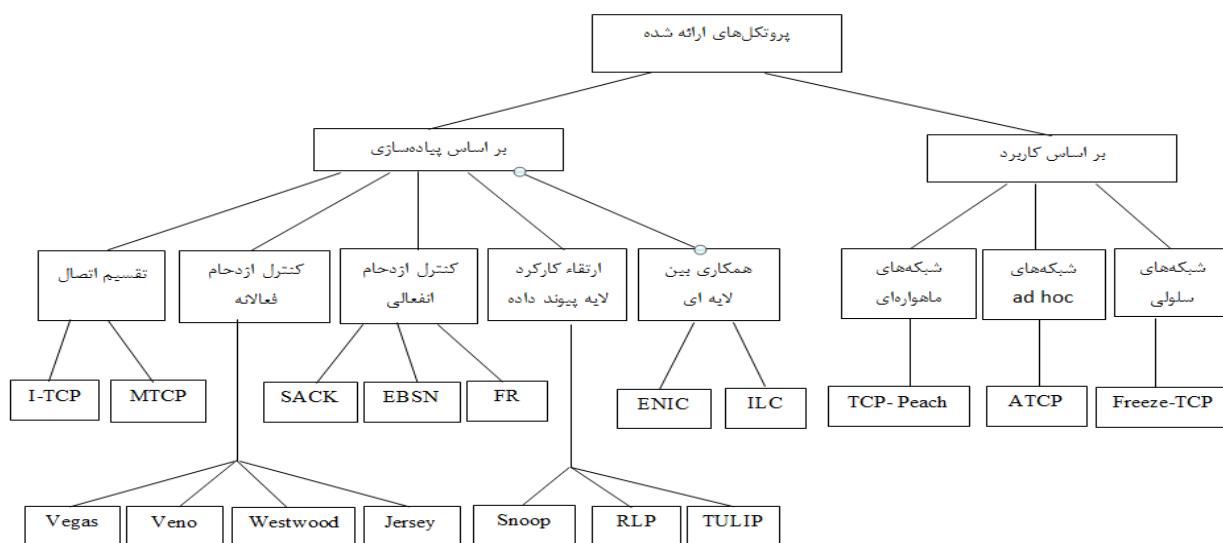 پروتکل‌های ارائه شده
بر اساس پیاده‌سازی
بر اساس کاربرد
تقسیم اتصال
کنترل ازدحام
فعالانه
کنترل ازدحام
انفعالی
ارتقاء کارکرد
لایه پیوند داده
همکاری بین
لایه ای
شبکه‌های
ماهواره‌ای
شبکه‌های
ad hoc
شبکه‌های
سلولی
I-TCP
MTCP
SACK
EBSN
FR
ENIC
ILC
TCP- Peach
ATCP
Freeze-TCP
Vegas
Veno
Westwood
Jersey
Snoop
RLP
TULIP